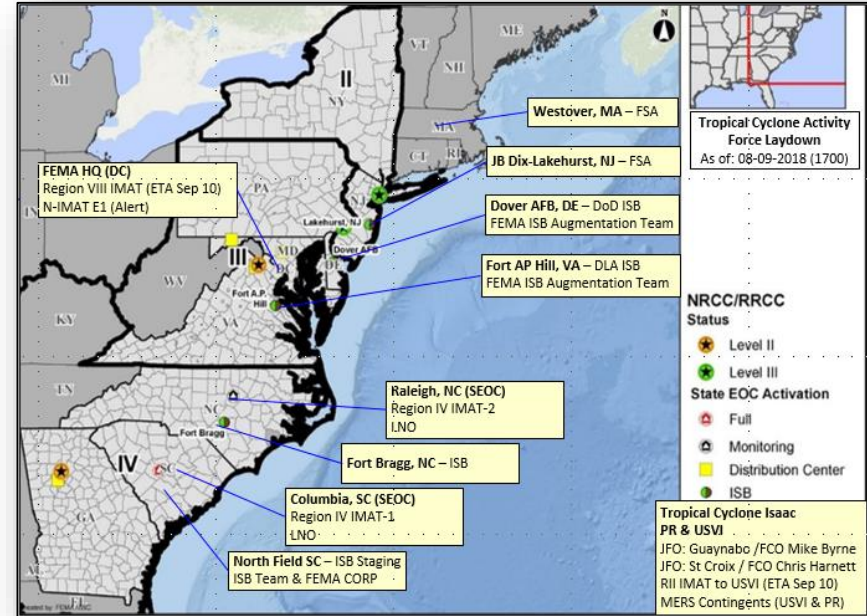 MI
VT
ME
NH
II
NY
MA
CT
RI
Westover, MA – FSA
Tropical Cyclone Activity
Force Laydown
As of: 08-09-2018 (1700)
JB Dix-Lakehurst, NJ – FSA
FEMA HQ (DC)
Region VIII IMAT (ETA Sep 10)
N-IMAT E1 (Alert)
PA
NJ
Lakehurst, NJ
Dover AFB, DE – DoD ISB
FEMA ISB Augmentation Team
Dover AFB
MD
DE
DC
III
WV
Fort A.P.
Hill
VA
Fort AP Hill, VA – DLA ISB
FEMA ISB Augmentation Team
KY
NRCC/RRCC
Status
Level II
Level III
State EOC Activation
Full
Monitoring
Distribution Center
ISB
TN
NC
Fort Bragg
Raleigh, NC (SEOC)
Region IV IMAT-2
LNO
Fort Bragg, NC – ISB
IV
SC
GA
Columbia, SC (SEOC)
Region IV IMAT-1
LNO
North Field SC – ISB Staging
ISB Team & FEMA CORP
Tropical Cyclone Isaac
PR & USVI
JFO: Guaynabo /FCO Mike Byrne
JFO: St Croix / FCO Chris Harnett
RII IMAT to USVI (ETA Sep 10)
MERS Contingents (USVI & PR)
FL